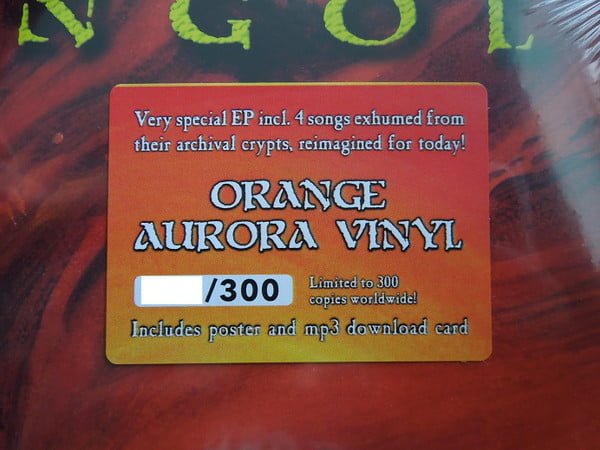 NGOL
Very special EP incl. 4 songs exhumed from
their archival crypts, reimagined for today!
ORANGE
AURORA VINYL
/300
Limited to 300
copies worldwide!
Includes poster and mp3 download card